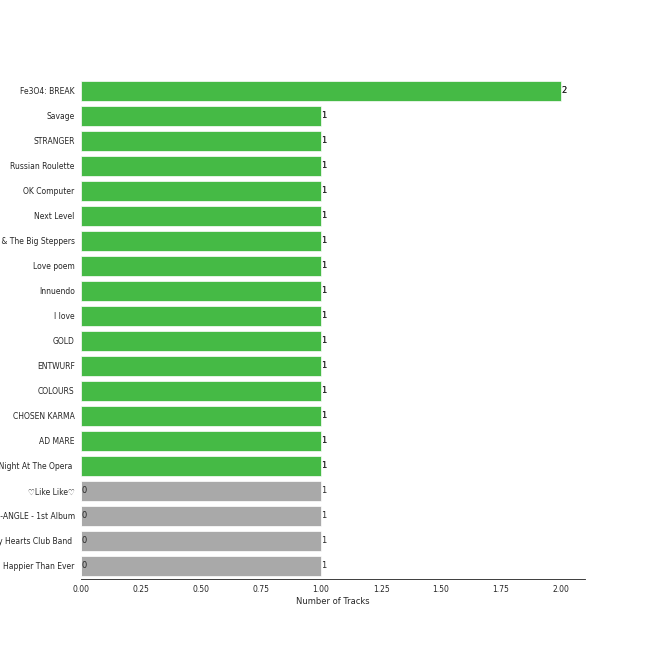 Fe3O4: BREAK 2
Savage 1
STRANGER 1
Russian Roulette 1
OK Computer 1
Next Level 1
& The Big Steppers 1
Love poem 1
Innuendo 1
I love 1
GOLD 1
ENTWURF 1
COLOURS 1
CHOSEN KARMA 1
AD MARE 1
Night At The Opera 1
♡Like Like♡ 0 1
-ANGLE - 1st Album 0 1
y Hearts Club Band 0 1
Happier Than Ever 0 1
0.00 0.25 0.50 0.75 1.00 1.25 1.50 1.75 2.00
Number of Tracks